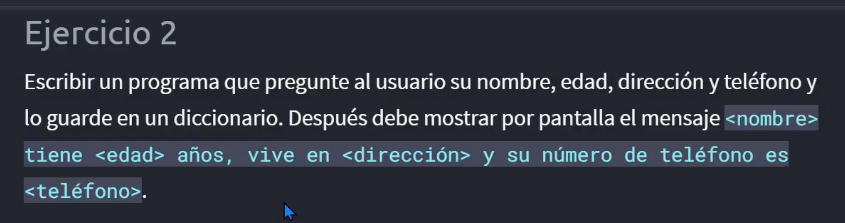 Ejercicio 2
Escribir un programa que pregunte al usuario su nombre, edad, dirección y teléfono y
lo guarde en un diccionario. Después debe mostrar por pantalla el mensaje <nombre>
tiene <edad> años, vive en <dirección> y su número de teléfono es
<teléfono>.